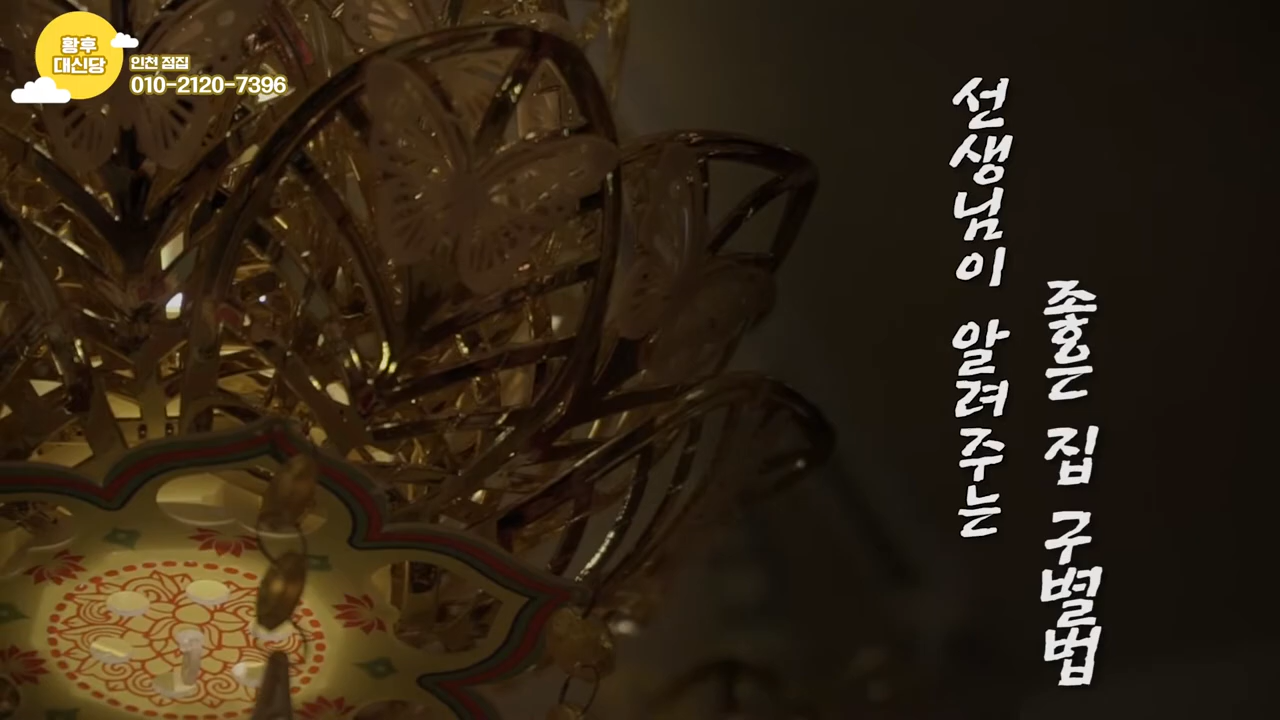 황후
대신당
인천 점집
010-2120-7396
선생님이 알려주는
좋은 집 구별법